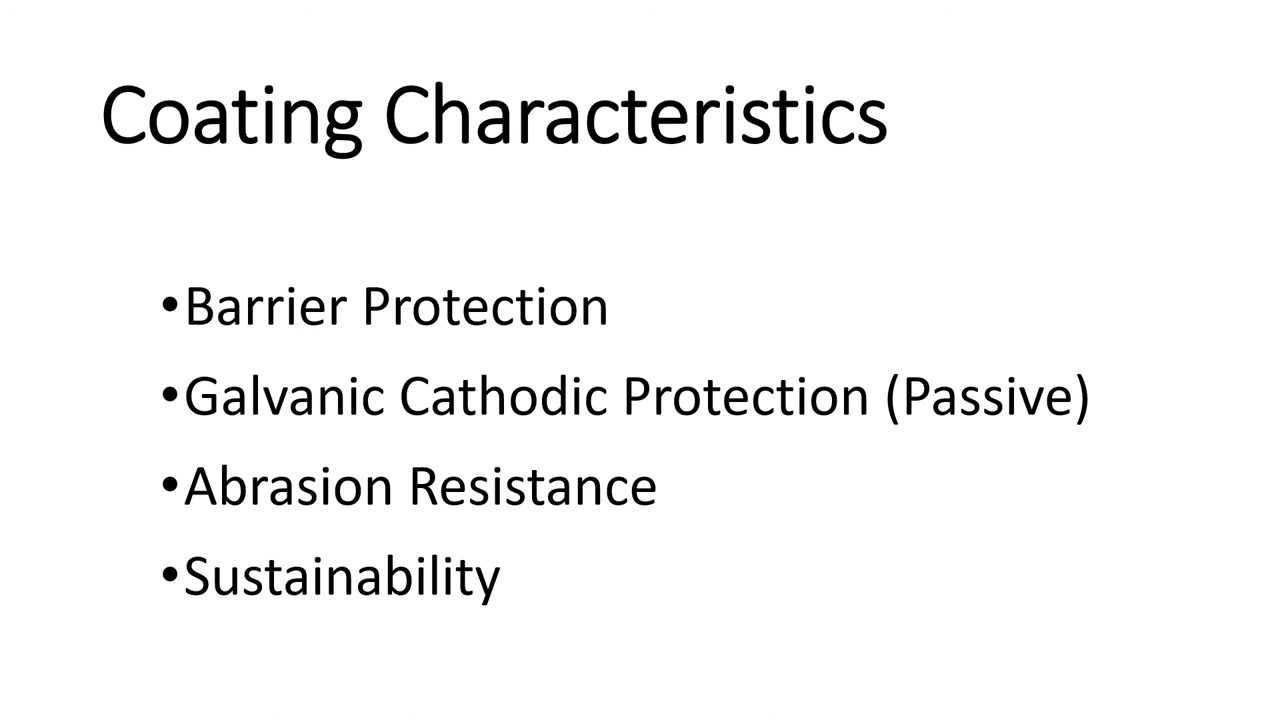 Coating Characteristics
•Barrier Protection
•Galvanic Cathodic Protection (Passive)
•Abrasion Resistance
•Sustainability